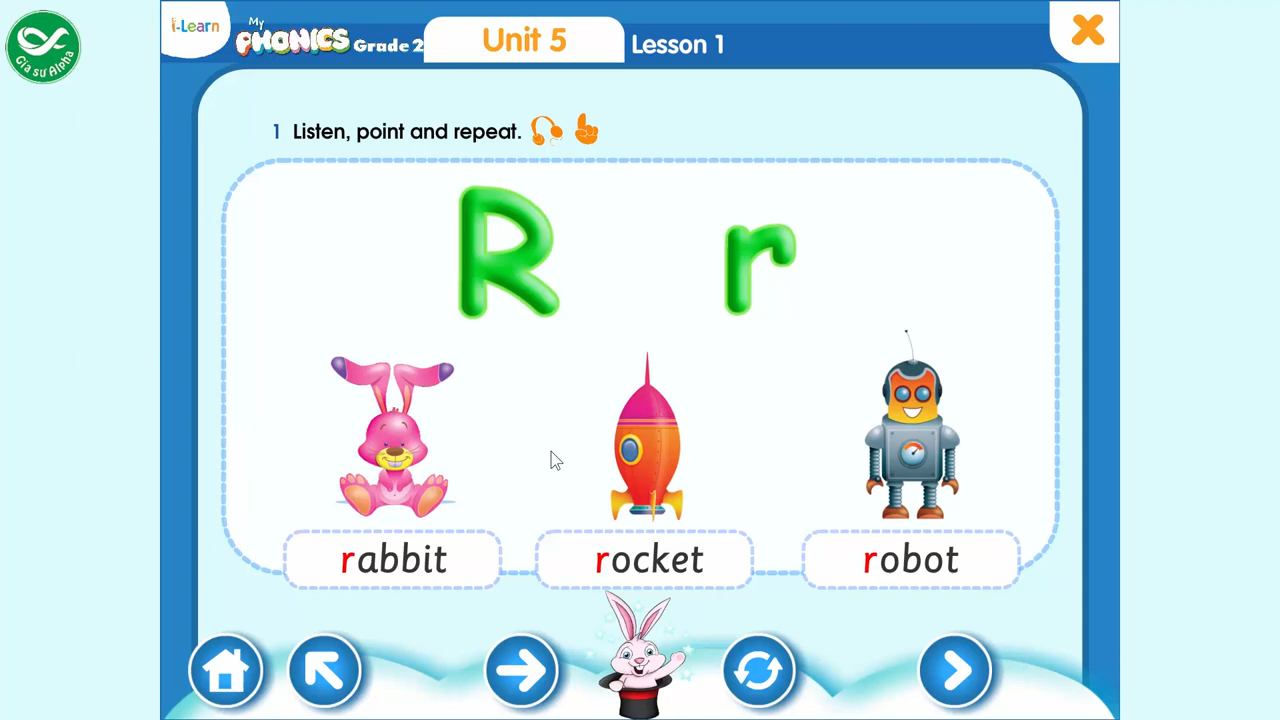 i-Learn
My
PHONICS Grade 2
Unit 5
Lesson 1
Gia sư Alpha
1 Listen, point and repeat.
R r
rabbit rocket robot